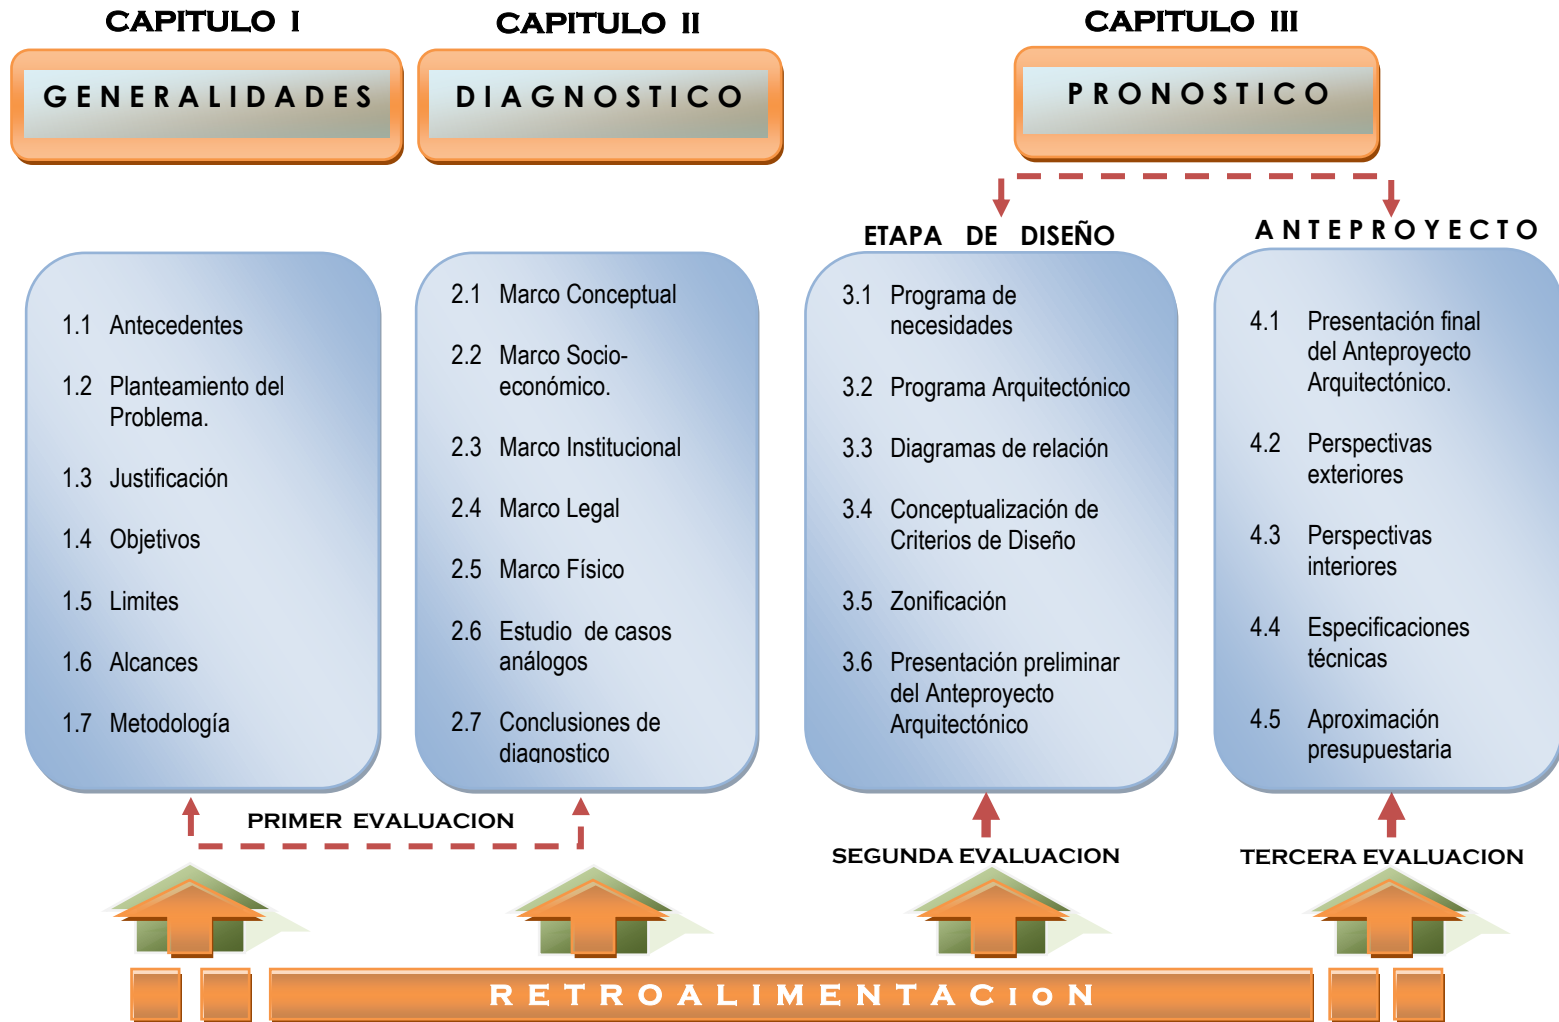 CAPITULO I
GENERALIDADES
1.1 Antecedentes
1.2 Planteamiento del
Problema.
1.3 Justificación
1.4 Objetivos
1.5 Limites
1.6 Alcances
1.7 Metodología
CAPITULO II
DIAGNOSTICO
2.1 Marco Conceptual
2.2 Marco Socio-
económico.
2.3 Marco Institucional
2.4 Marco Legal
2.5 Marco Físico
2.6 Estudio de casos
análogos
2.7 Conclusiones de
diagnostico
PRIMER EVALUACION
CAPITULO III
PRONOSTICO
ETAPA DE DISEÑO
3.1 Programa de
necesidades
3.2 Programa Arquitectónico
3.3 Diagramas de relación
3.4 Conceptualización de
Criterios de Diseño
3.5 Zonificación
3.6 Presentación preliminar
del Anteproyecto
Arquitectónico
SEGUNDA EVALUACION
ANTEPROYECTO
4.1 Presentación final
del Anteproyecto
Arquitectónico.
4.2 Perspectivas
exteriores
4.3 Perspectivas
interiores
4.4 Especificaciones
técnicas
4.5 Aproximación
presupuestaria
TERCERA EVALUACION
RETROALIMENTACIoN